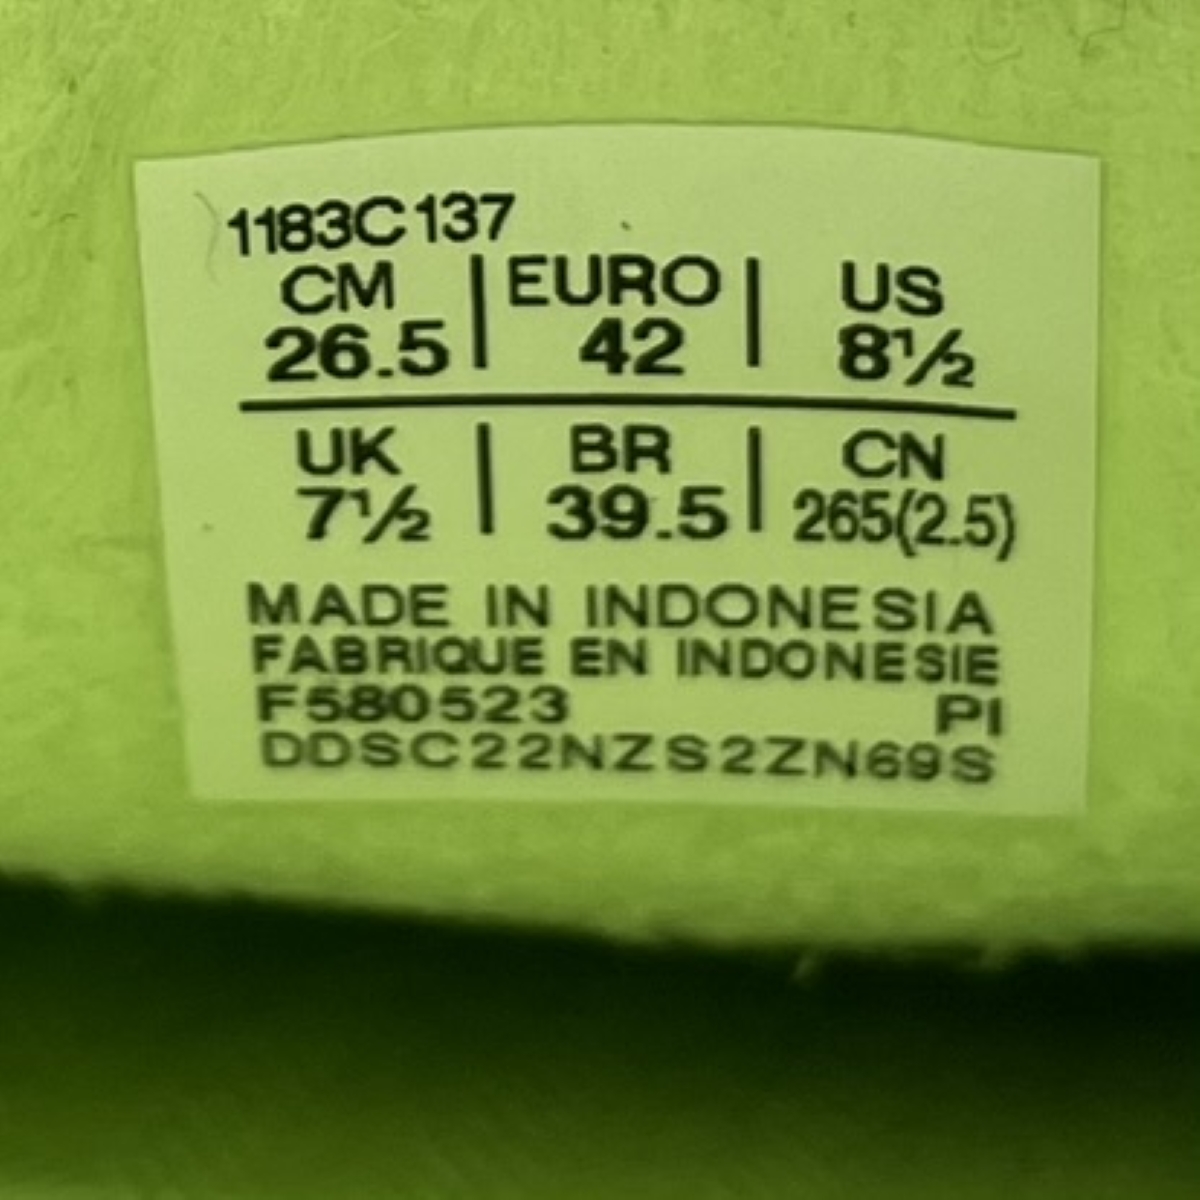 1183C137
CM | EURO | US
26.5 | 42 | 8½
UK | BR | CN
7½ | 39.5 | 265(2.5)
MADE IN INDONESIA
FABRIQUE EN INDONESIE
F580523 PI
DDSC22NZS2ZN69S